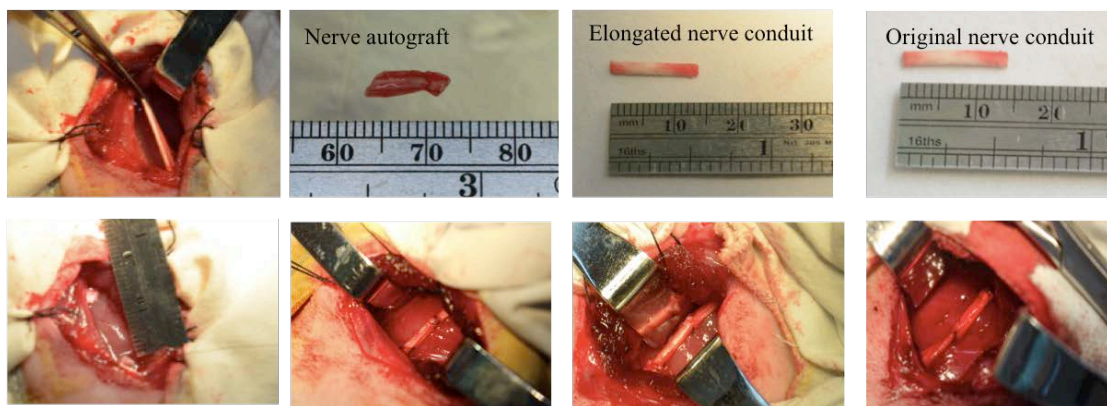 Nerve autograft
Elongated nerve conduit
Original nerve conduit
60 70 80
3
mm 10 20 30
16ths 1
mm 10 20
16ths 1